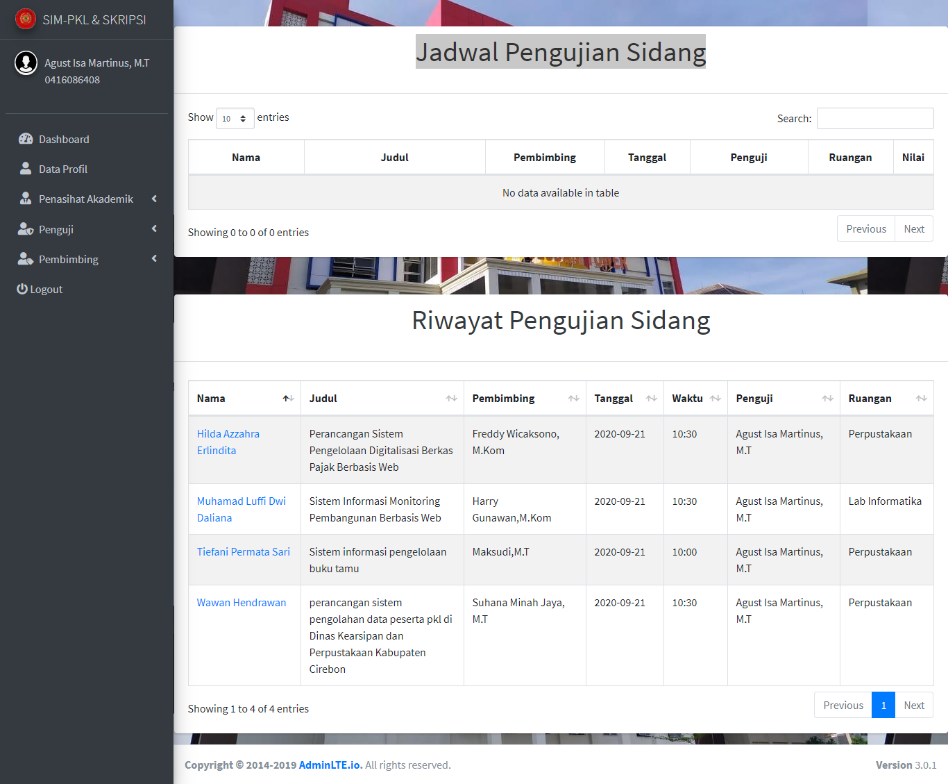 SIM-PKL & SKRIPSI
Agust Isa Martinus, M.T
0416086408
Dashboard
Data Profil
Penasihat Akademik
Penguji
Pembimbing
Logout
Jadwal Pengujian Sidang
Show 10 entries
Search:
Nama Judul Pembimbing Tanggal Penguji Ruangan Nilai
No data available in table
Showing 0 to 0 of 0 entries
Previous Next
Riwayat Pengujian Sidang
Nama Judul Pembimbing Tanggal Waktu Penguji Ruangan
Hilda Azzahra Perancangan Sistem Freddy Wicaksono, 2020-09-21 10:30 Agust Isa Martinus, Perpustakaan
Erlindita Pengelolaan Digitalisasi Berkas M.Kom M.T
Pajak Berbasis Web
Muhamad Luffi Dwi Sistem Informasi Monitoring Harry 2020-09-21 10:30 Agust Isa Martinus, Lab Informatika
Daliana Pembangunan Berbasis Web Gunawan,M.Kom M.T
Tiefani Permata Sari Sistem informasi pengelolaan Maksudi,M.T 2020-09-21 10:00 Agust Isa Martinus, Perpustakaan
buku tamu M.T
Wawan Hendrawan perancangan sistem Suhana Minah Jaya, 2020-09-21 10:30 Agust Isa Martinus, Perpustakaan
pengolahan data peserta pkl di M.T M.T
Dinas Kearsipan dan
Perpustakaan Kabupaten
Cirebon
Showing 1 to 4 of 4 entries
Previous 1 Next
Copyright © 2014-2019 AdminLTE.io. All rights reserved.
Version 3.0.1